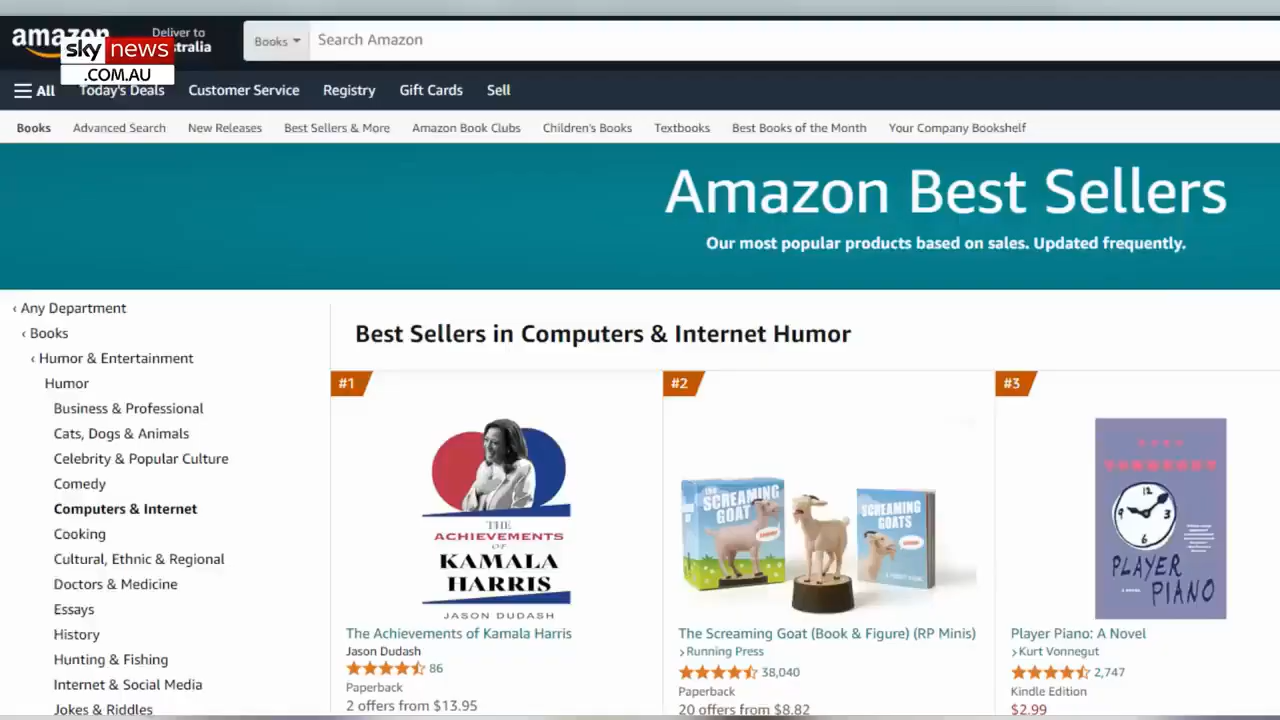 amazon
Deliver to
stralia
sky news
.COM.AU
Books
Search Amazon
All
Today's Deals
Customer Service
Registry
Gift Cards
Sell
Books
Advanced Search
New Releases
Best Sellers & More
Amazon Book Clubs
Children's Books
Textbooks
Best Books of the Month
Your Company Bookshelf
Amazon Best Sellers
Our most popular products based on sales. Updated frequently.
‹ Any Department
‹ Books
‹ Humor & Entertainment
Humor
Business & Professional
Cats, Dogs & Animals
Celebrity & Popular Culture
Comedy
Computers & Internet
Cooking
Cultural, Ethnic & Regional
Doctors & Medicine
Essays
History
Hunting & Fishing
Internet & Social Media
Jokes & Riddles
Best Sellers in Computers & Internet Humor
#1
THE
ACHIEVEMENTS
OF
KAMALA
HARRIS
JASON DUDASH
The Achievements of Kamala Harris
Jason Dudash
86
Paperback
2 offers from $13.95
#2
THE
SCREAMING
GOAT
SCREAMING
GOATS
The Screaming Goat (Book & Figure) (RP Minis)
› Running Press
38,040
Paperback
20 offers from $8.82
#3
12
9
3
6
PLAYER
PIANO
Player Piano: A Novel
› Kurt Vonnegut
2,747
Kindle Edition
$2.99